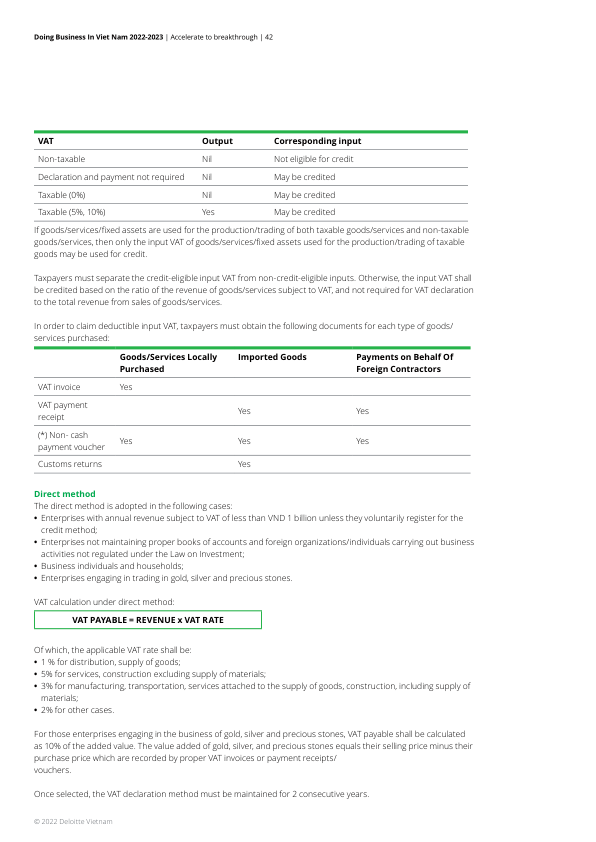 Doing Business In Viet Nam 2022-2023 | Accelerate to breakthrough | 42
VAT Output Corresponding input
Non-taxable Nil Not eligible for credit
Declaration and payment not required Nil May be credited
Taxable (0%) Nil May be credited
Taxable (5%, 10%) Yes May be credited
If goods/services/fixed assets are used for the production/trading of both taxable goods/services and non-taxable
goods/services, then only the input VAT of goods/services/fixed assets used for the production/trading of taxable
goods may be used for credit.
Taxpayers must separate the credit-eligible input VAT from non-credit-eligible inputs. Otherwise, the input VAT shall
be credited based on the ratio of the revenue of goods/services subject to VAT, and not required for VAT declaration
to the total revenue from sales of goods/services.
In order to claim deductible input VAT, taxpayers must obtain the following documents for each type of goods/
services purchased:
Goods/Services Locally Imported Goods Payments on Behalf Of
Purchased Foreign Contractors
VAT invoice Yes
VAT payment
receipt Yes Yes
(*) Non- cash
payment voucher Yes Yes Yes
Customs returns Yes
Direct method
The direct method is adopted in the following cases:
• Enterprises with annual revenue subject to VAT of less than VND 1 billion unless they voluntarily register for the
credit method;
• Enterprises not maintaining proper books of accounts and foreign organizations/individuals carrying out business
activities not regulated under the Law on Investment;
• Business individuals and households;
• Enterprises engaging in trading in gold, silver and precious stones.
VAT calculation under direct method:
VAT PAYABLE = REVENUE x VAT RATE
Of which, the applicable VAT rate shall be:
• 1 % for distribution, supply of goods;
• 5% for services, construction excluding supply of materials;
• 3% for manufacturing, transportation, services attached to the supply of goods, construction, including supply of
materials;
• 2% for other cases.
For those enterprises engaging in the business of gold, silver and precious stones, VAT payable shall be calculated
as 10% of the added value. The value added of gold, silver, and precious stones equals their selling price minus their
purchase price which are recorded by proper VAT invoices or payment receipts/
vouchers.
Once selected, the VAT declaration method must be maintained for 2 consecutive years.
© 2022 Deloitte Vietnam